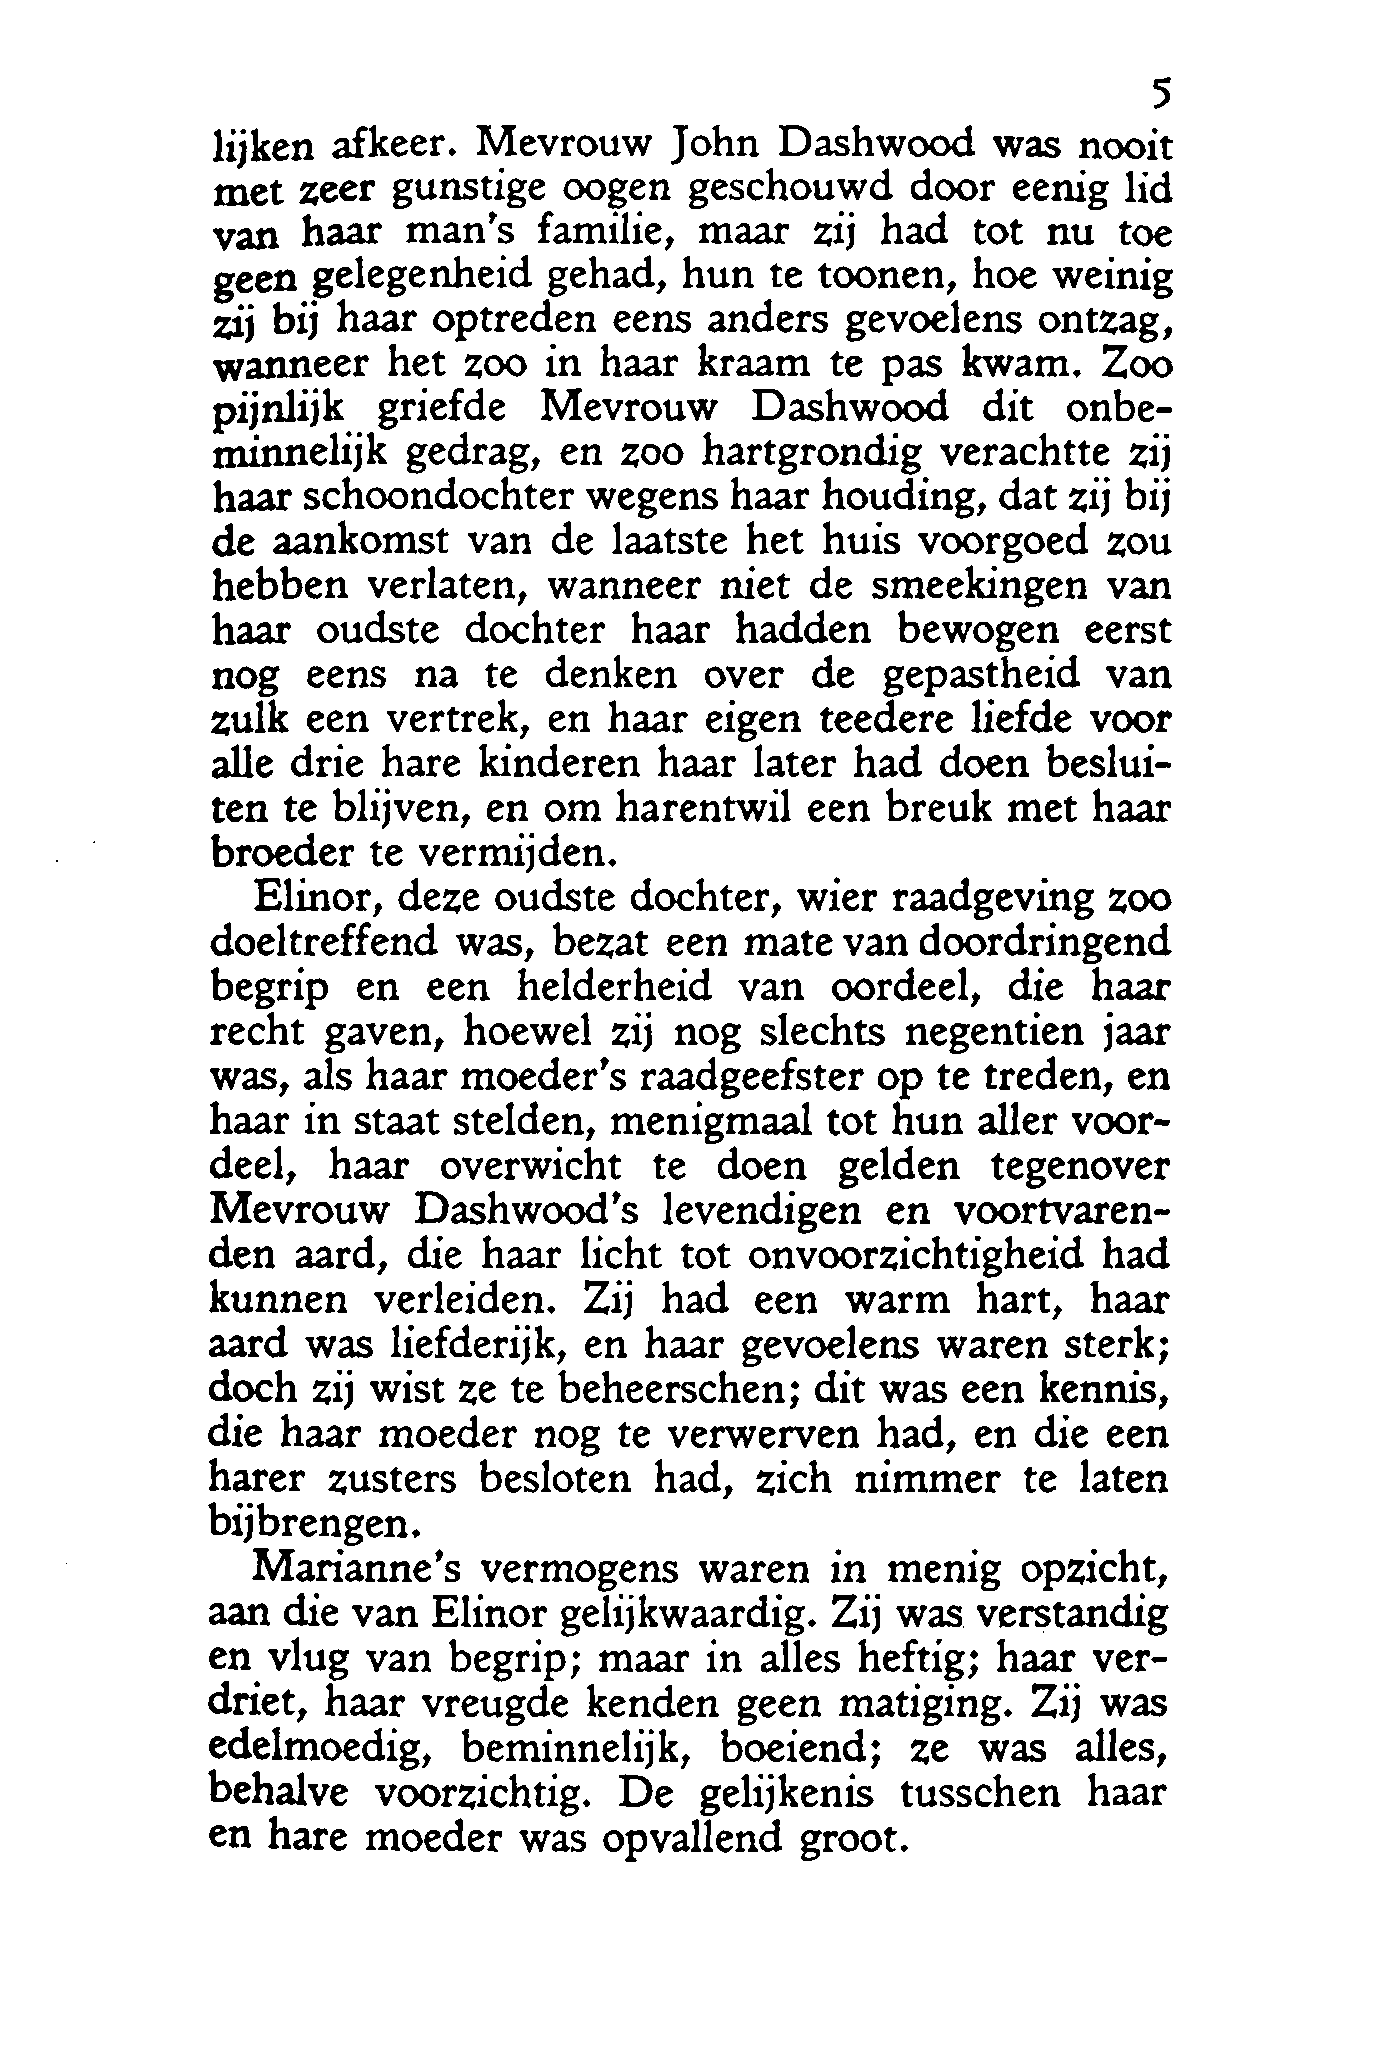 5
lijken afkeer. Mevrouw John Dashwood was nooit
met zeer gunstige oogen geschouwd door eenig lid
van haar man's familie, maar zij had tot nu toe
geen gelegenheid gehad, hun te toonen, hoe weinig
zij bij haar optreden eens anders gevoelens ontzag,
wanneer het zoo in haar kraam te pas kwam. Zoo
pijnlijk griefde Mevrouw Dashwood dit onbe-
minnelijk gedrag, en zoo hartgrondig verachtte zij
haar schoondochter wegens haar houding, dat zij bij
de aankomst van de laatste het huis voorgoed zou
hebben verlaten, wanneer niet de smeekingen van
haar oudste dochter haar hadden bewogen eerst
nog eens na te denken over de gepastheid van
zulk een vertrek, en haar eigen teedere liefde voor
alle drie hare kinderen haar later had doen beslui-
ten te blijven, en om harentwil een breuk met haar
broeder te vermijden.
Elinor, deze oudste dochter, wier raadgeving zoo
doeltreffend was, bezat een mate van doordringend
begrip en een helderheid van oordeel, die haar
recht gaven, hoewel zij nog slechts negentien jaar
was, als haar moeder's raadgeefster op te treden, en
haar in staat stelden, menigmaal tot hun aller voor-
deel, haar overwicht te doen gelden tegenover
Mevrouw Dashwood's levendigen en voortvaren-
den aard, die haar licht tot onvoorzichtigheid had
kunnen verleiden. Zij had een warm hart, haar
aard was liefderijk, en haar gevoelens waren sterk;
doch zij wist ze te beheerschen; dit was een kennis,
die haar moeder nog te verwerven had, en die een
harer zusters besloten had, zich nimmer te laten
bijbrengen.
Marianne's vermogens waren in menig opzicht,
aan die van Elinor gelijkwaardig. Zij was verstandig
en vlug van begrip; maar in alles heftig; haar ver-
driet, haar vreugde kenden geen matiging. Zij was
edelmoedig, beminnelijk, boeiend; ze was alles,
behalve voorzichtig. De gelijkenis tusschen haar
en hare moeder was opvallend groot.